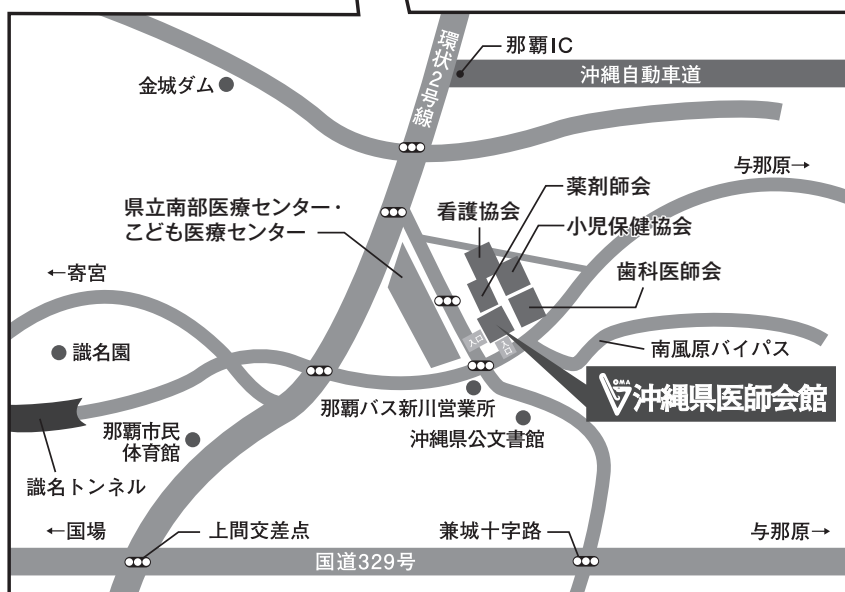 環状2号線
那覇IC
沖縄自動車道
金城ダム
与那原→
薬剤師会
県立南部医療センター・
こども医療センター
看護協会
小児保健協会
歯科医師会
←寄宮
識名園
入口
入口
南風原バイパス
OMA
沖縄県医師会館
那覇バス新川営業所
沖縄県公文書館
那覇市民
体育館
識名トンネル
←国場
上間交差点
兼城十字路
与那原→
国道329号